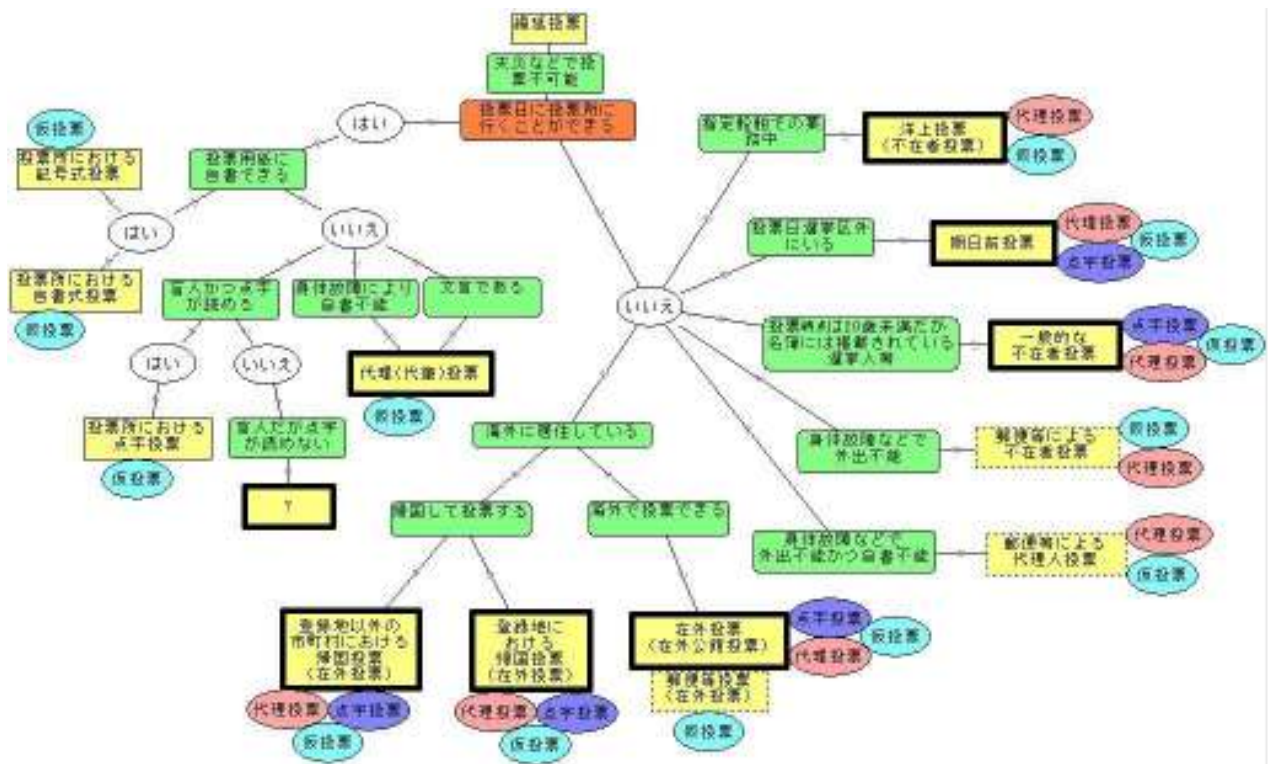 繰延投票
天災などで投
票不可能
投票日に投票所に
行くことができる
はい
仮投票
投票所における
記号式投票
投票用紙に
自書できる
はい
いいえ
投票所における
自書式投票
仮投票
盲人かつ点字
が読める
身体故障により
自書不能
文盲である
はい
いいえ
代理(代筆)投票
仮投票
投票所における
点字投票
仮投票
盲人だが点字
が読めない
?
いいえ
指定船舶での業
務中
洋上投票
(不在者投票)
代理投票
仮投票
投票日選挙区外
にいる
期日前投票
代理投票
仮投票
点字投票
名簿には掲載されている
一般的な
不在者投票
点字投票
仮投票
代理投票
身体故障などで
外出不能
郵便等による
不在者投票
仮投票
代理投票
身体故障などで
外出不能かつ自書不能
郵便等による
代理人投票
代理投票
仮投票
海外に居住している
帰国して投票する
海外で投票できる
登録地以外の
市町村における
帰国投票
(在外投票)
代理投票
点字投票
仮投票
登録地に
おける
帰国投票
(在外投票)
代理投票
点字投票
仮投票
在外投票
(在外公館投票)
点字投票
仮投票
代理投票
郵便等投票
(在外投票)
仮投票